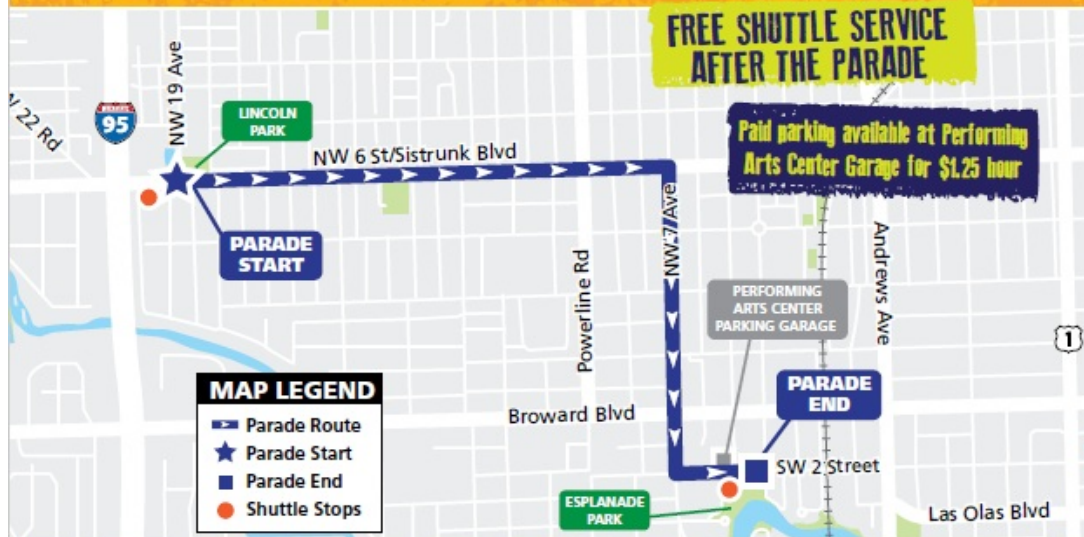 FREE SHUTTLE SERVICE
AFTER THE PARADE
Paid parking available at Performing
Arts Center Garage for $1.25 hour
NW 19 Ave
22 Rd
95
LINCOLN
PARK
NW 6 St/Sistrunk Blvd
PARADE
START
NW 7 Ave
Powerline Rd
Andrews Ave
PERFORMING
ARTS CENTER
PARKING GARAGE
1
MAP LEGEND
Parade Route
Parade Start
Parade End
Shuttle Stops
PARADE
END
Broward Blvd
SW 2 Street
ESPLANADE
PARK
Las Olas Blvd